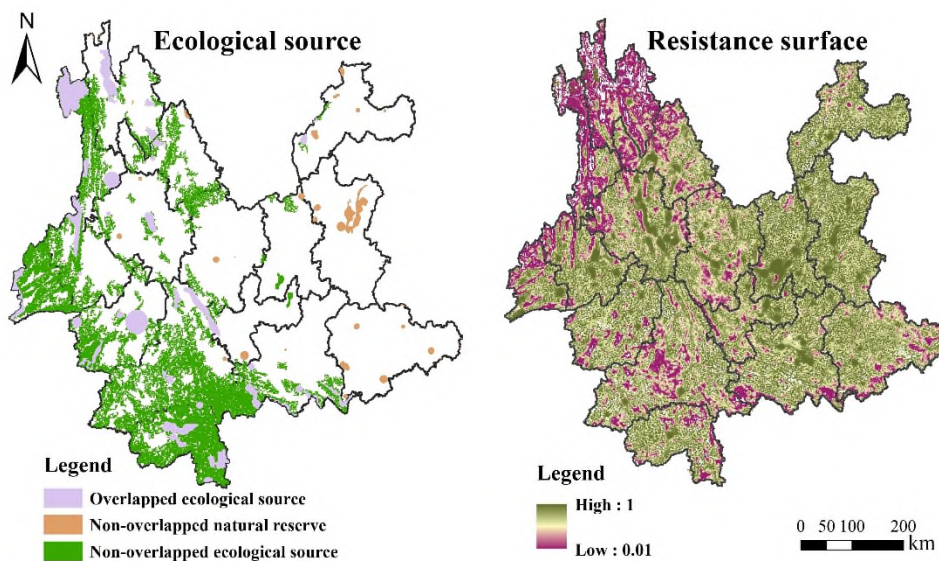 N
Ecological source
Legend
Overlapped ecological source
Non-overlapped natural reserve
Non-overlapped ecological source
Resistance surface
Legend
High : 1
Low : 0.01
0 50 100 200
km